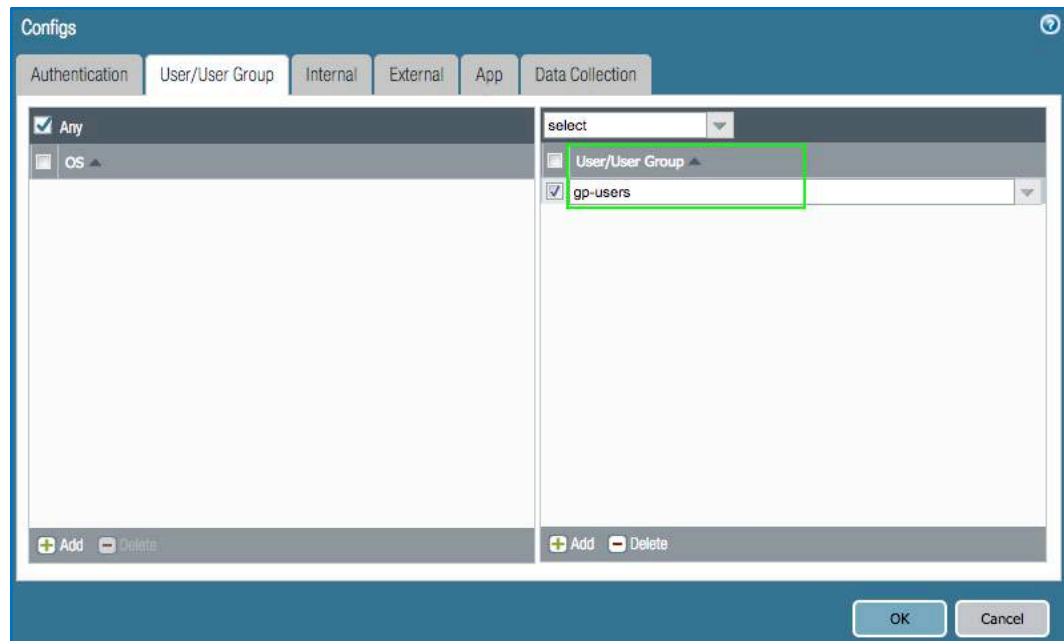 Configs
Authentication
User/User Group
Internal
External
App
Data Collection
Any
OS
Add
Delete
select
User/User Group
gp-users
Add
Delete
OK
Cancel